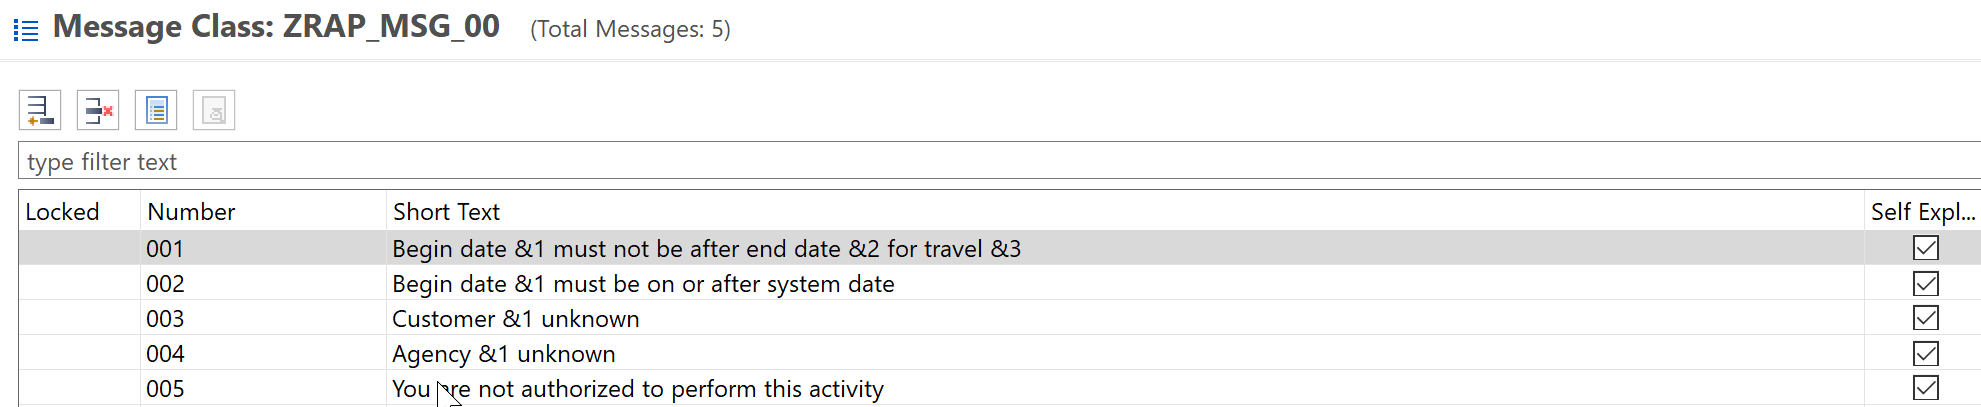 Message Class: ZRAP_MSG_00 (Total Messages: 5)
type filter text
Locked Number Short Text Self Expl...
001 Begin date &1 must not be after end date &2 for travel &3
002 Begin date &1 must be on or after system date
003 Customer &1 unknown
004 Agency &1 unknown
005 You are not authorized to perform this activity